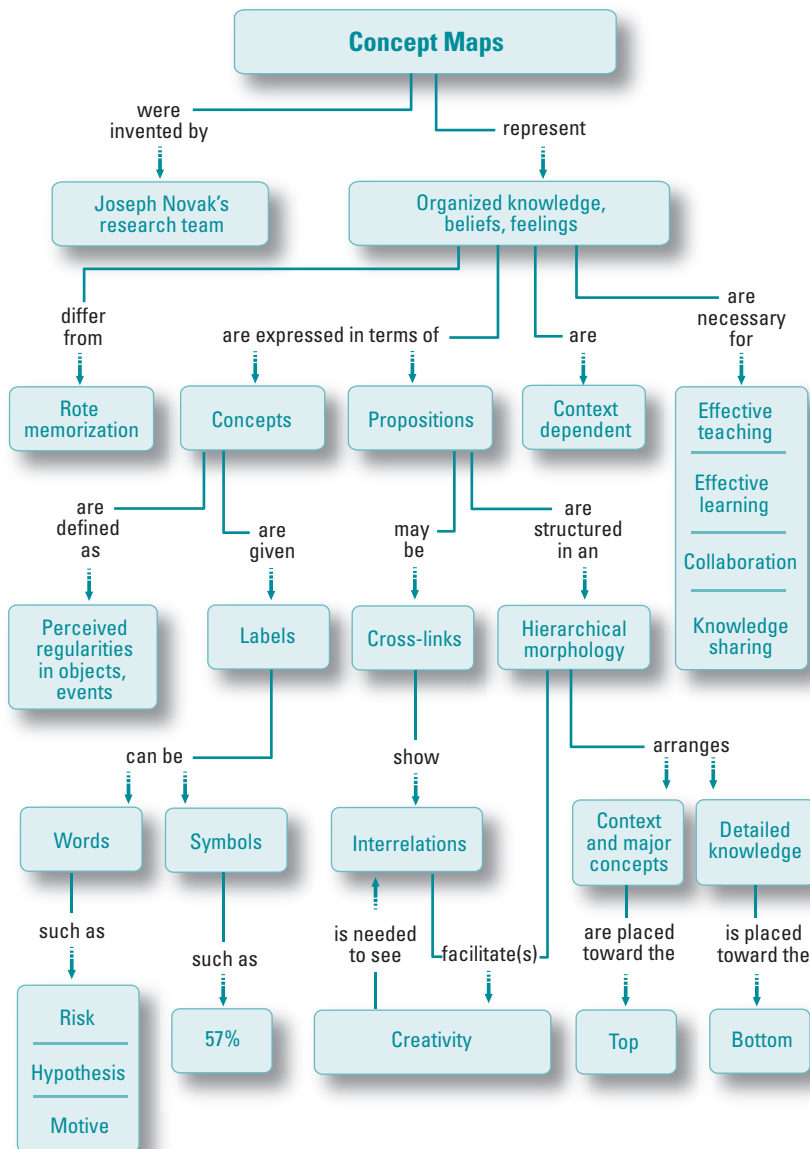 Concept Maps
were
invented by
represent
Joseph Novak's
research team
Organized knowledge,
beliefs, feelings
differ
from
are expressed in terms of
are
are
necessary
for
Rote
memorization
Concepts
Propositions
Context
dependent
Effective
teaching
Effective
learning
Collaboration
Knowledge
sharing
are
defined
as
are
given
may
be
are
structured
in an
Perceived
regularities
in objects,
events
Labels
Cross-links
Hierarchical
morphology
can be
show
arranges
Words
Symbols
Interrelations
Context
and major
concepts
Detailed
knowledge
such as
such as
is needed
to see
facilitate(s)
are placed
toward the
is placed
toward the
Risk
Hypothesis
Motive
57%
Creativity
Top
Bottom